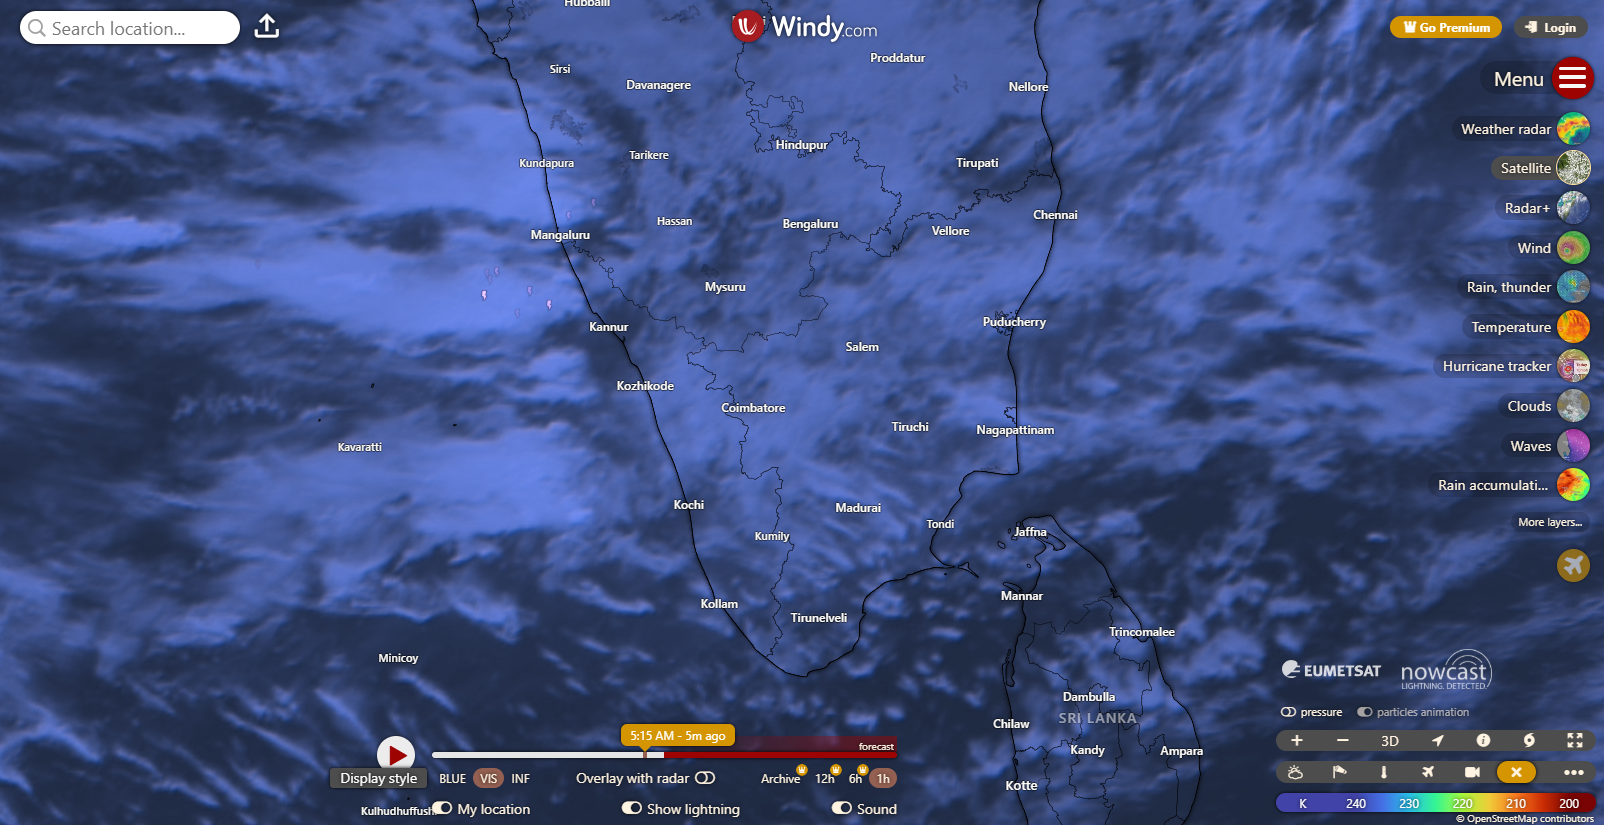 Hubballi
Search location...
Windy.com
Go Premium
Login
Proddatur
Sirsi
Davanagere
Nellore
Menu
Weather radar
Hindupur
Tarikere
Kundapura
Tirupati
Satellite
Radar+
Chennai
Hassan
Bengaluru
Vellore
Mangaluru
Wind
Mysuru
Rain, thunder
Puducherry
Kannur
Temperature
Salem
Hurricane tracker
Kozhikode
Coimbatore
Clouds
Tiruchi
Nagapattinam
Kavaratti
Waves
Rain accumulati...
Kochi
Madurai
Tondi
More layers...
Jaffna
Kumily
Mannar
Kollam
Tirunelveli
Trincomalee
Minicoy
EUMETSAT
nowcast
LIGHTNING. DETECTED.
Dambulla
pressure
particles animation
SRI LANKA
Chilaw
5:15 AM - 5m ago
forecast
Kandy
Ampara
3D
Display style
BLUE
VIS
INF
Overlay with radar
Archive
12h
6h
1h
Kotte
Kulhudhuffushi
My location
Show lightning
Sound
K
240
230
220
210
200
© OpenStreetMap contributors